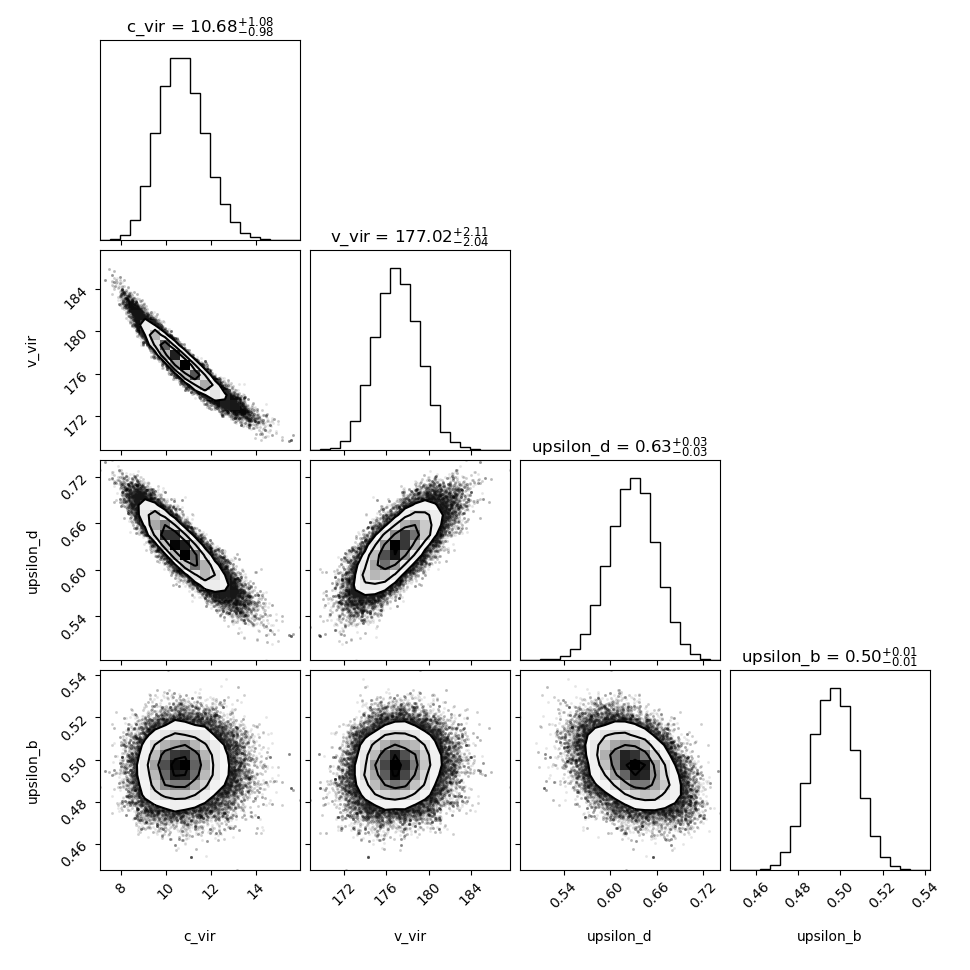 c_vir = 10.68+1.08−0.98
v_vir = 177.02+2.11−2.04
184
180
176
172
v_vir
upsilon_d = 0.63+0.03−0.03
0.72
0.66
0.60
0.54
upsilon_d
upsilon_b = 0.50+0.01−0.01
0.54
0.52
0.50
0.48
0.46
upsilon_b
8 10 12 14 172 176 180 184 0.54 0.60 0.66 0.72 0.46 0.48 0.50 0.52 0.54
c_vir v_vir upsilon_d upsilon_b